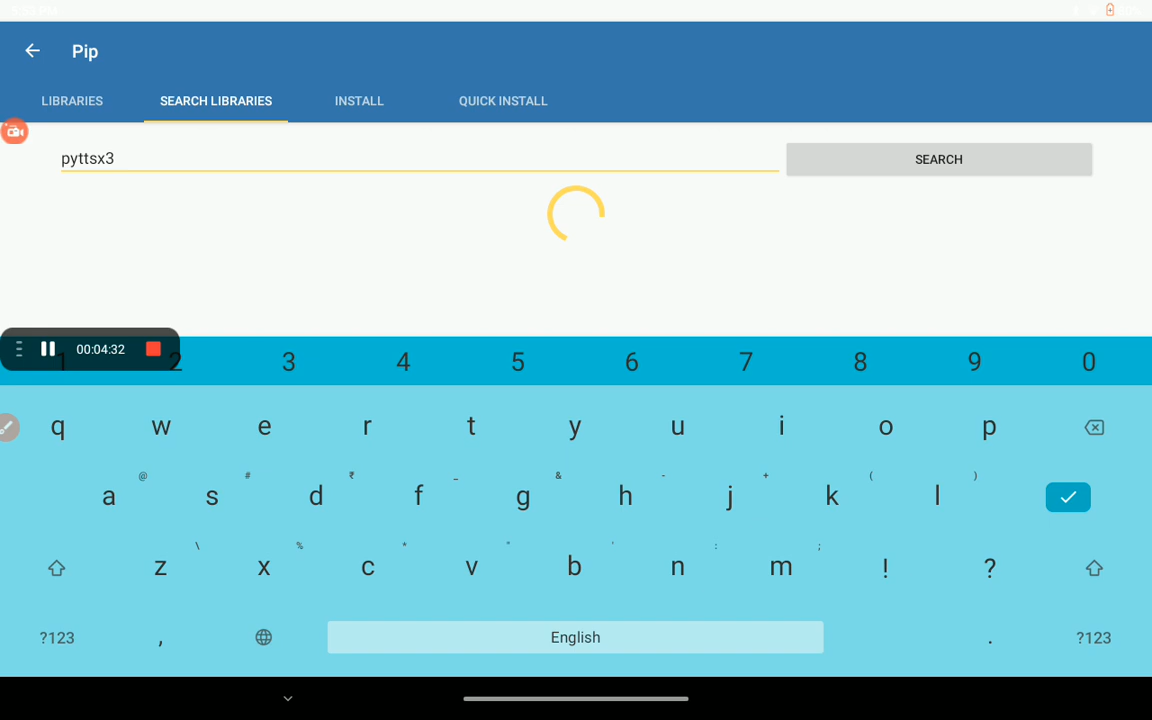 Pip
LIBRARIES SEARCH LIBRARIES INSTALL QUICK INSTALL
pyttsx3 SEARCH
00:04:32
1 2 3 4 5 6 7 8 9 0
q w e r t y u i o p
@ # ₹ _ & - + ( )
a s d f g h j k l
\ % * " ' : ;
z x c v b n m ! ?
?123 , English . ?123